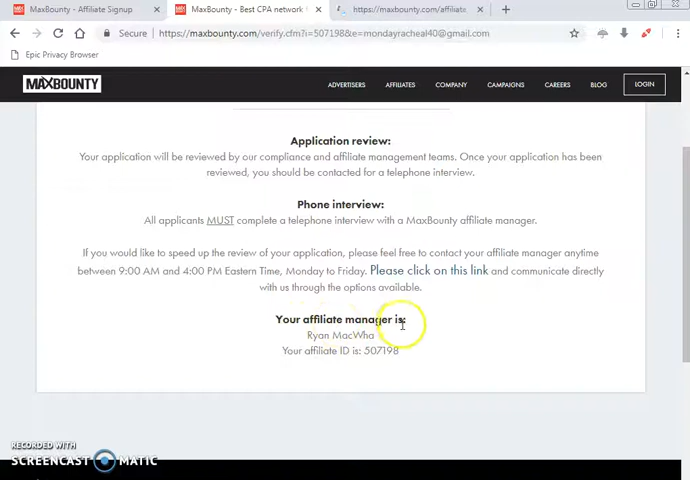 MaxBounty - Affiliate Signup
MaxBounty - Best CPA network
https://maxbounty.com/affiliate
Secure
https://maxbounty.com/verify.cfm?i=507198&e=mondayracheal40@gmail.com
Epic Privacy Browser
MAXBOUNTY
ADVERTISERS AFFILIATES COMPANY CAMPAIGNS CAREERS BLOG LOGIN
Application review:
Your application will be reviewed by our compliance and affiliate management teams. Once your application has been
reviewed, you should be contacted for a telephone interview.
Phone interview:
All applicants MUST complete a telephone interview with a MaxBounty affiliate manager.
If you would like to speed up the review of your application, please feel free to contact your affiliate manager anytime
between 9:00 AM and 4:00 PM Eastern Time, Monday to Friday. Please click on this link and communicate directly
with us through the options available.
Your affiliate manager is:
Ryan MacWha
Your affiliate ID is: 507198
RECORDED WITH
SCREENCAST MATIC